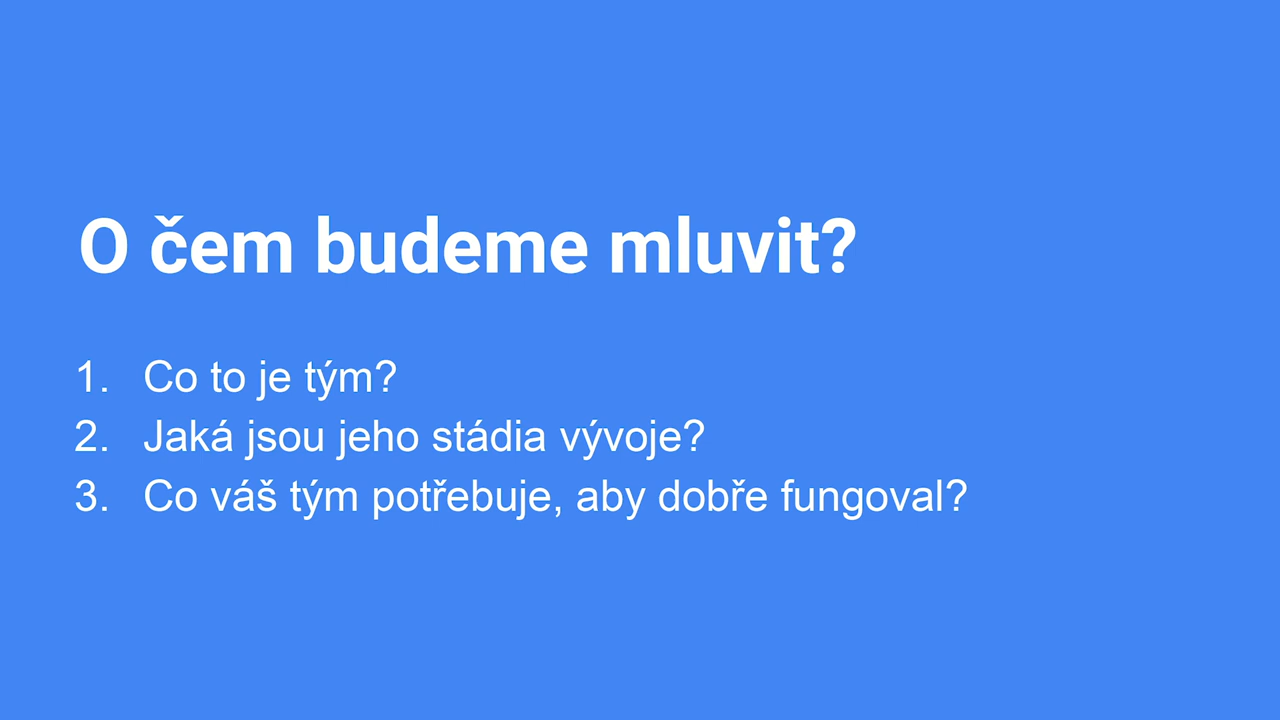 O čem budeme mluvit?
1. Co to je tým?
2. Jaká jsou jeho stádia vývoje?
3. Co váš tým potřebuje, aby dobře fungoval?